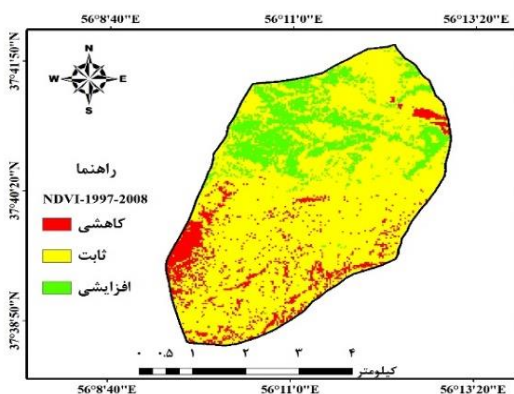 56°8'40"E 56°11'0"E 56°13'20"E
37°41'50"N
37°40'20"N
37°38'50"N
N
W E
S
راهنما
NDVI-1997-2008
کاهشی
ثابت
افزایشی
۰ ۰.۵ ۱ ۲ ۳ ۴
کیلومتر
56°8'40"E 56°11'0"E 56°13'20"E